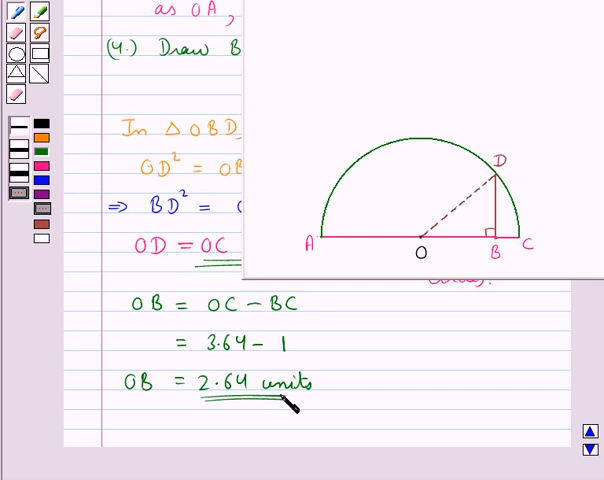 as OA,
(4.) Draw B
In △ OBD
OD² = OB
⇒ BD² =
OD = OC
OB = OC - BC
= 3.64 - 1
OB = 2.64 units
D
A
O
B
C